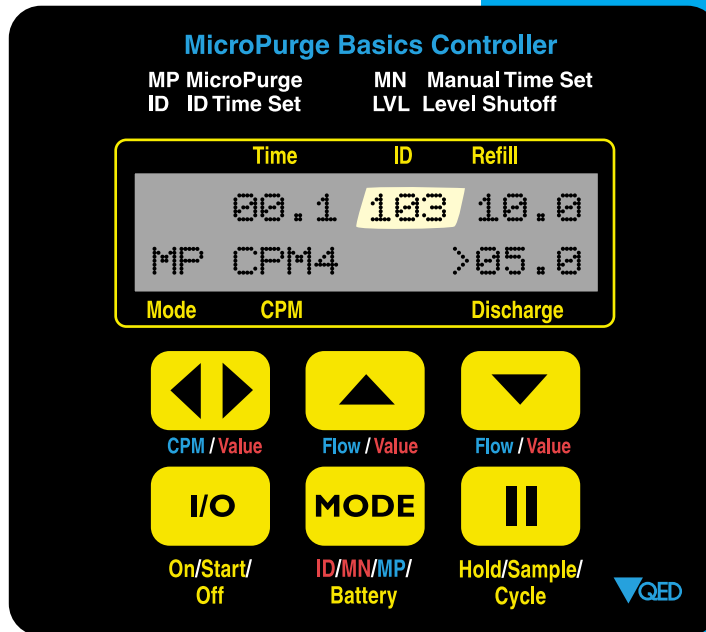 MicroPurge Basics Controller
MP MicroPurge MN Manual Time Set
ID ID Time Set LVL Level Shutoff
Time ID Refill
00.1 103 10.0
MP CPM4 >05.0
Mode CPM Discharge
CPM / Value Flow / Value Flow / Value
I/O MODE
On/Start/ ID/MN/MP/ Hold/Sample/
Off Battery Cycle
QED